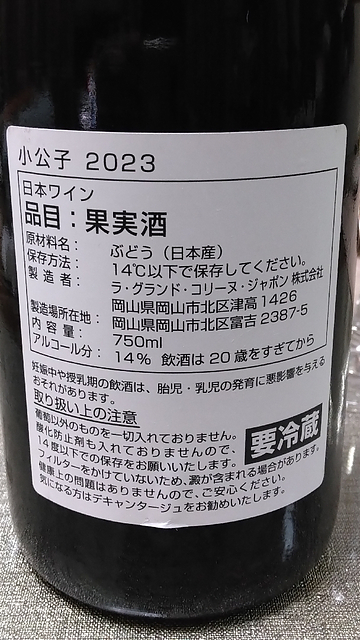 小公子 2023
日本ワイン
品目：果実酒
原材料名： ぶどう（日本産）
保存方法： 14℃以下で保存してください。
製造者： ラ・グランド・コリーヌ・ジャポン 株式会社
岡山県岡山市北区津高1426
製造場所在地： 岡山県岡山市北区富吉2387-5
内容量： 750ml
アルコール分： 14% 飲酒は20歳をすぎてから
妊娠中や授乳期の飲酒は、胎児・乳児の発育に悪影響を与える
おそれがあります。
取り扱い上の注意
葡萄以外のものを一切入れておりません。
酸化防止剤も入れておりませんので、
14度以下での保存をお願いいたします。
要冷蔵
フィルターをかけていないため、澱が含まれる場合があります。
健康上の問題はありませんので、ご安心ください。
気になる方はデキャンタージュをお勧めいたします。